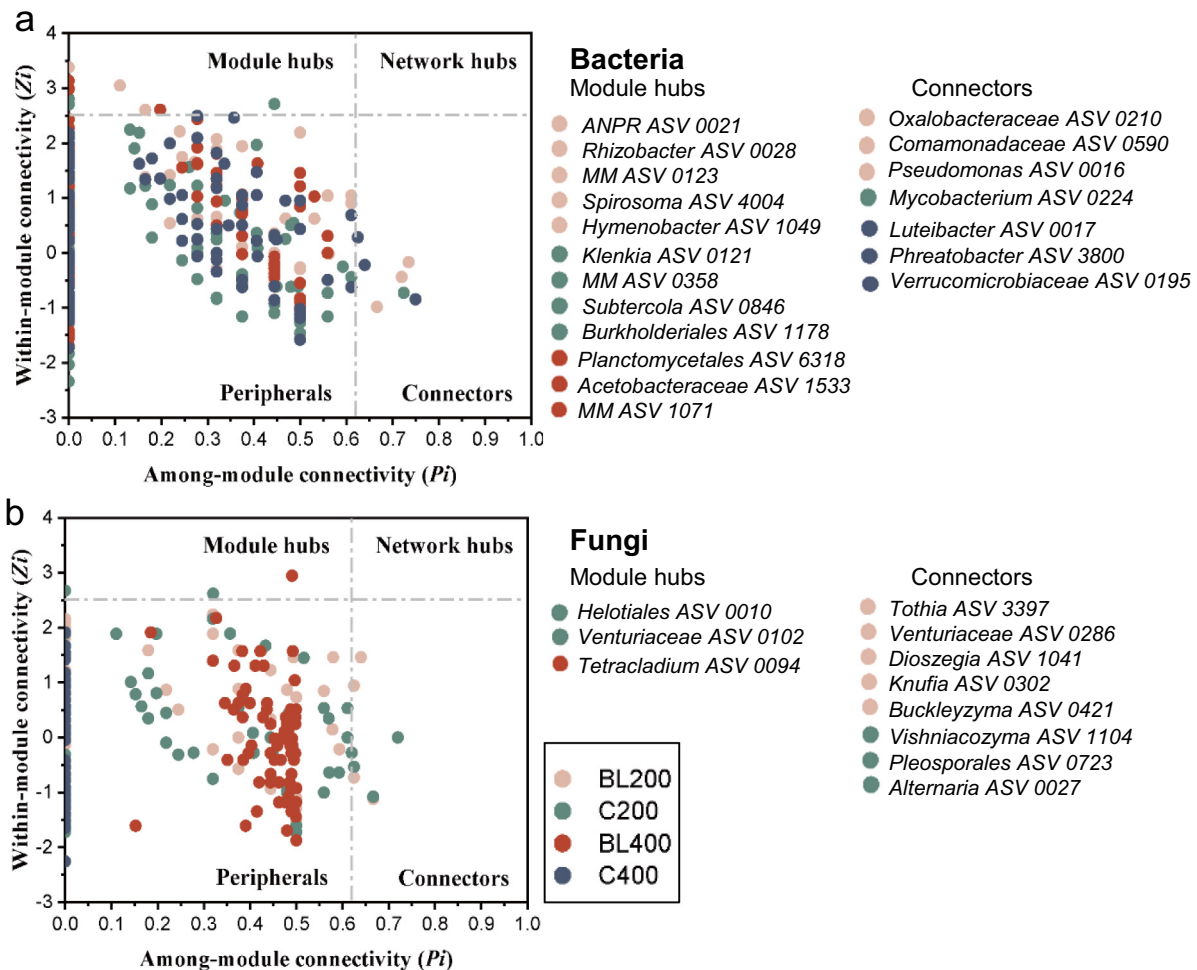 a
4
3
2
1
0
-1
-2
-3
Within-module connectivity (Zi)
Module hubs
Network hubs
Peripherals
Connectors
0.0 0.1 0.2 0.3 0.4 0.5 0.6 0.7 0.8 0.9 1.0
Among-module connectivity (Pi)
Bacteria
Module hubs
ANPR ASV 0021
Rhizobacter ASV 0028
MM ASV 0123
Spirosoma ASV 4004
Hymenobacter ASV 1049
Klenkia ASV 0121
MM ASV 0358
Subtercola ASV 0846
Burkholderiales ASV 1178
Planctomycetales ASV 6318
Acetobacteraceae ASV 1533
MM ASV 1071
Connectors
Oxalobacteraceae ASV 0210
Comamonadaceae ASV 0590
Pseudomonas ASV 0016
Mycobacterium ASV 0224
Luteibacter ASV 0017
Phreatobacter ASV 3800
Verrucomicrobiaceae ASV 0195
b
4
3
2
1
0
-1
-2
-3
Within-module connectivity (Zi)
Module hubs
Network hubs
Peripherals
Connectors
0.0 0.1 0.2 0.3 0.4 0.5 0.6 0.7 0.8 0.9 1.0
Among-module connectivity (Pi)
Fungi
Module hubs
Helotiales ASV 0010
Venturiaceae ASV 0102
Tetracladium ASV 0094
Connectors
Tothia ASV 3397
Venturiaceae ASV 0286
Dioszegia ASV 1041
Knufia ASV 0302
Buckleyzyma ASV 0421
Vishniacozyma ASV 1104
Pleosporales ASV 0723
Alternaria ASV 0027
BL200
C200
BL400
C400